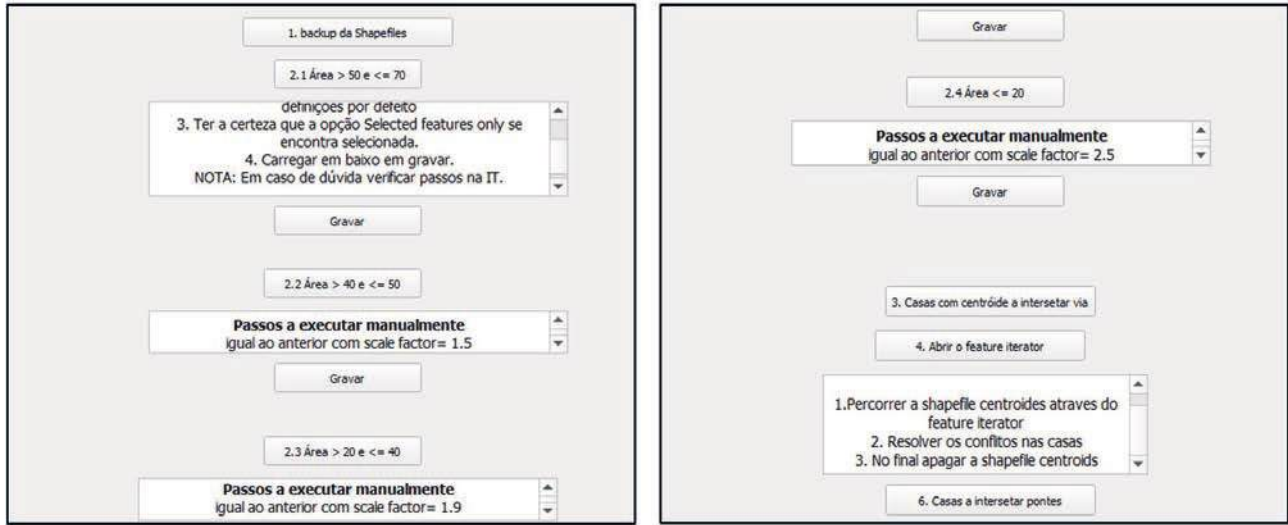 1. backup da Shapefiles
2.1 Área > 50 e <= 70
definições por defeito
3. Ter a certeza que a opção Selected features only se
encontra selecionada.
4. Carregar em baixo em gravar.
NOTA: Em caso de dúvida verificar passos na IT.
Gravar
2.2 Área > 40 e <= 50
Passos a executar manualmente
igual ao anterior com scale factor= 1.5
Gravar
2.3 Área > 20 e <= 40
Passos a executar manualmente
igual ao anterior com scale factor= 1.9
Gravar
2.4 Área <= 20
Passos a executar manualmente
igual ao anterior com scale factor= 2.5
Gravar
3. Casas com centróide a intersetar via
4. Abrir o feature iterator
1.Percorrer a shapefile centroides atraves do
feature iterator
2. Resolver os conflitos nas casas
3. No final apagar a shapefile centroids
6. Casas a intersetar pontes